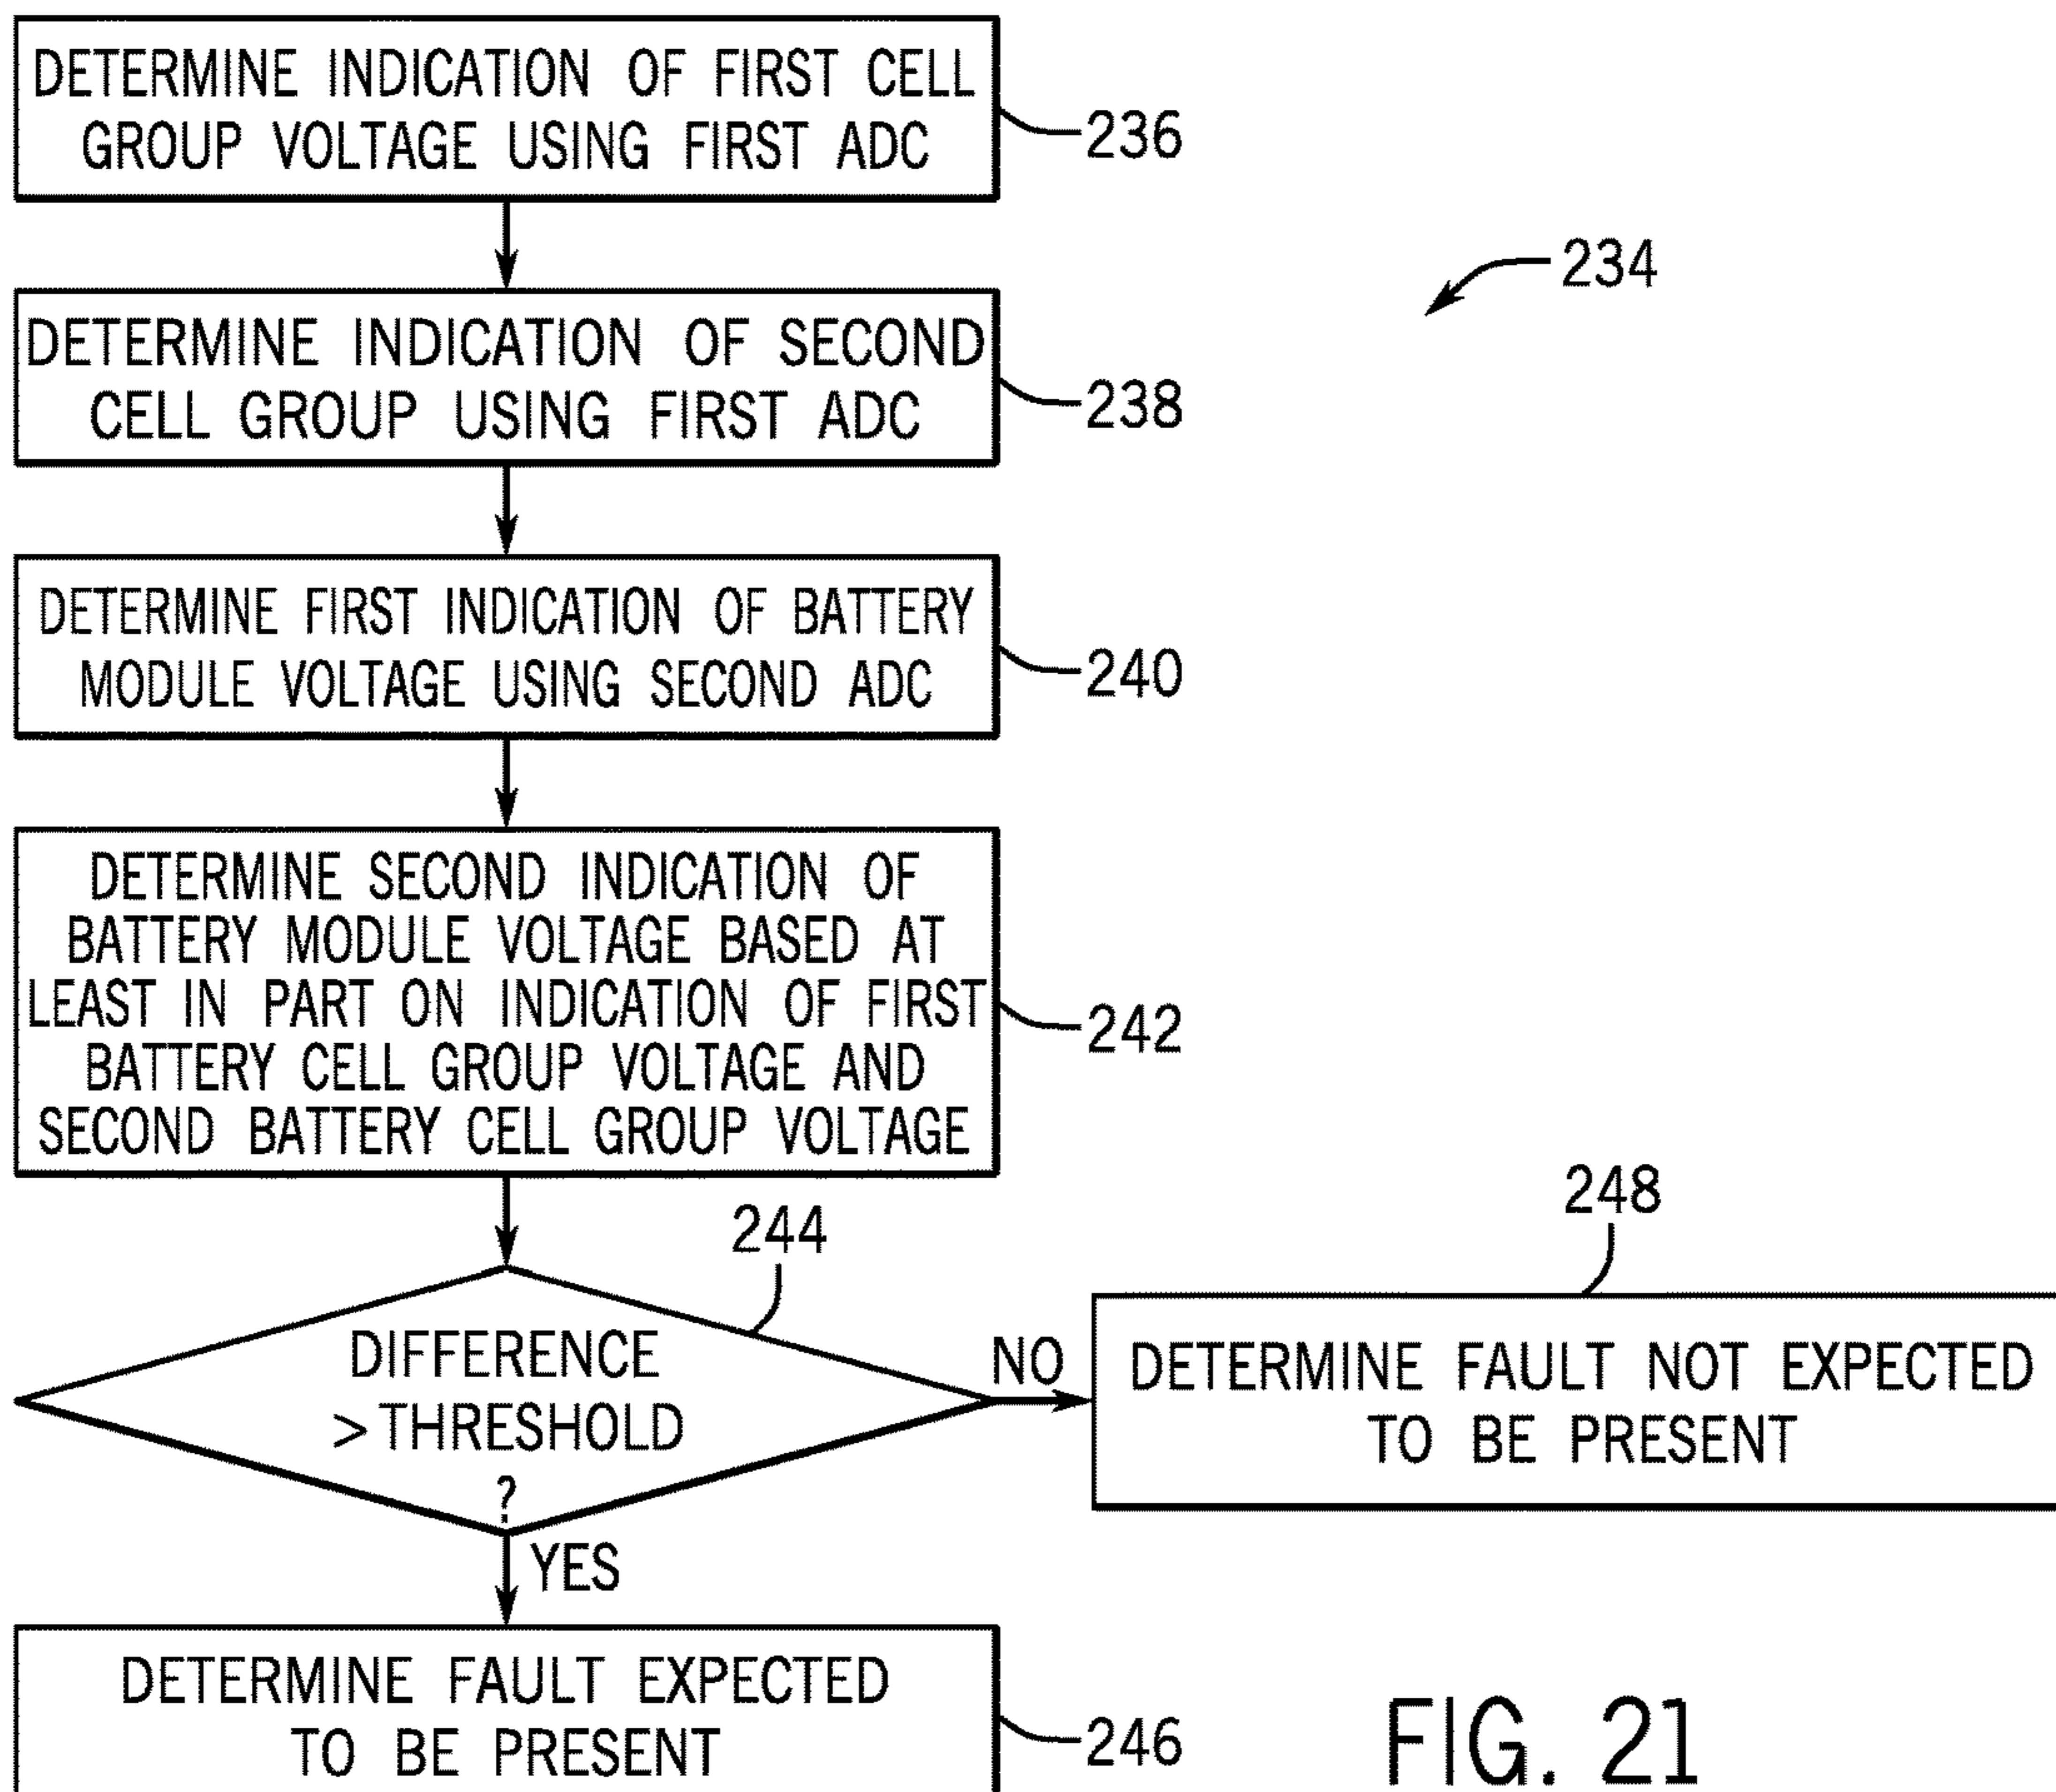 DETERMINE INDICATION OF FIRST CELL
GROUP VOLTAGE USING FIRST ADC
236
234
DETERMINE INDICATION OF SECOND
CELL GROUP USING FIRST ADC
238
DETERMINE FIRST INDICATION OF BATTERY
MODULE VOLTAGE USING SECOND ADC
240
DETERMINE SECOND INDICATION OF
BATTERY MODULE VOLTAGE BASED AT
LEAST IN PART ON INDICATION OF FIRST
BATTERY CELL GROUP VOLTAGE AND
SECOND BATTERY CELL GROUP VOLTAGE
242
244
DIFFERENCE
> THRESHOLD
?
NO
248
DETERMINE FAULT NOT EXPECTED
TO BE PRESENT
YES
DETERMINE FAULT EXPECTED
TO BE PRESENT
246
FIG. 21